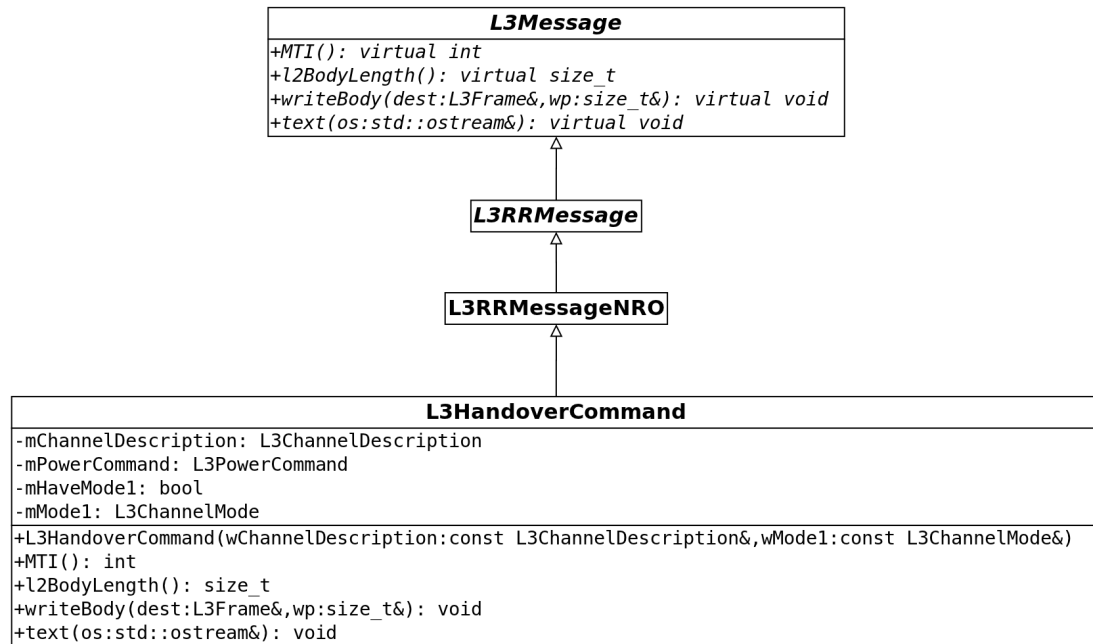 L3Message
+MTI(): virtual int
+l2BodyLength(): virtual size_t
+writeBody(dest:L3Frame&,wp:size_t&): virtual void
+text(os:std::ostream&): virtual void
L3RRMessage
L3RRMessageNRO
L3HandoverCommand
-mChannelDescription: L3ChannelDescription
-mPowerCommand: L3PowerCommand
-mHaveMode1: bool
-mMode1: L3ChannelMode
+L3HandoverCommand(wChannelDescription:const L3ChannelDescription&,wMode1:const L3ChannelMode&)
+MTI(): int
+l2BodyLength(): size_t
+writeBody(dest:L3Frame&,wp:size_t&): void
+text(os:std::ostream&): void